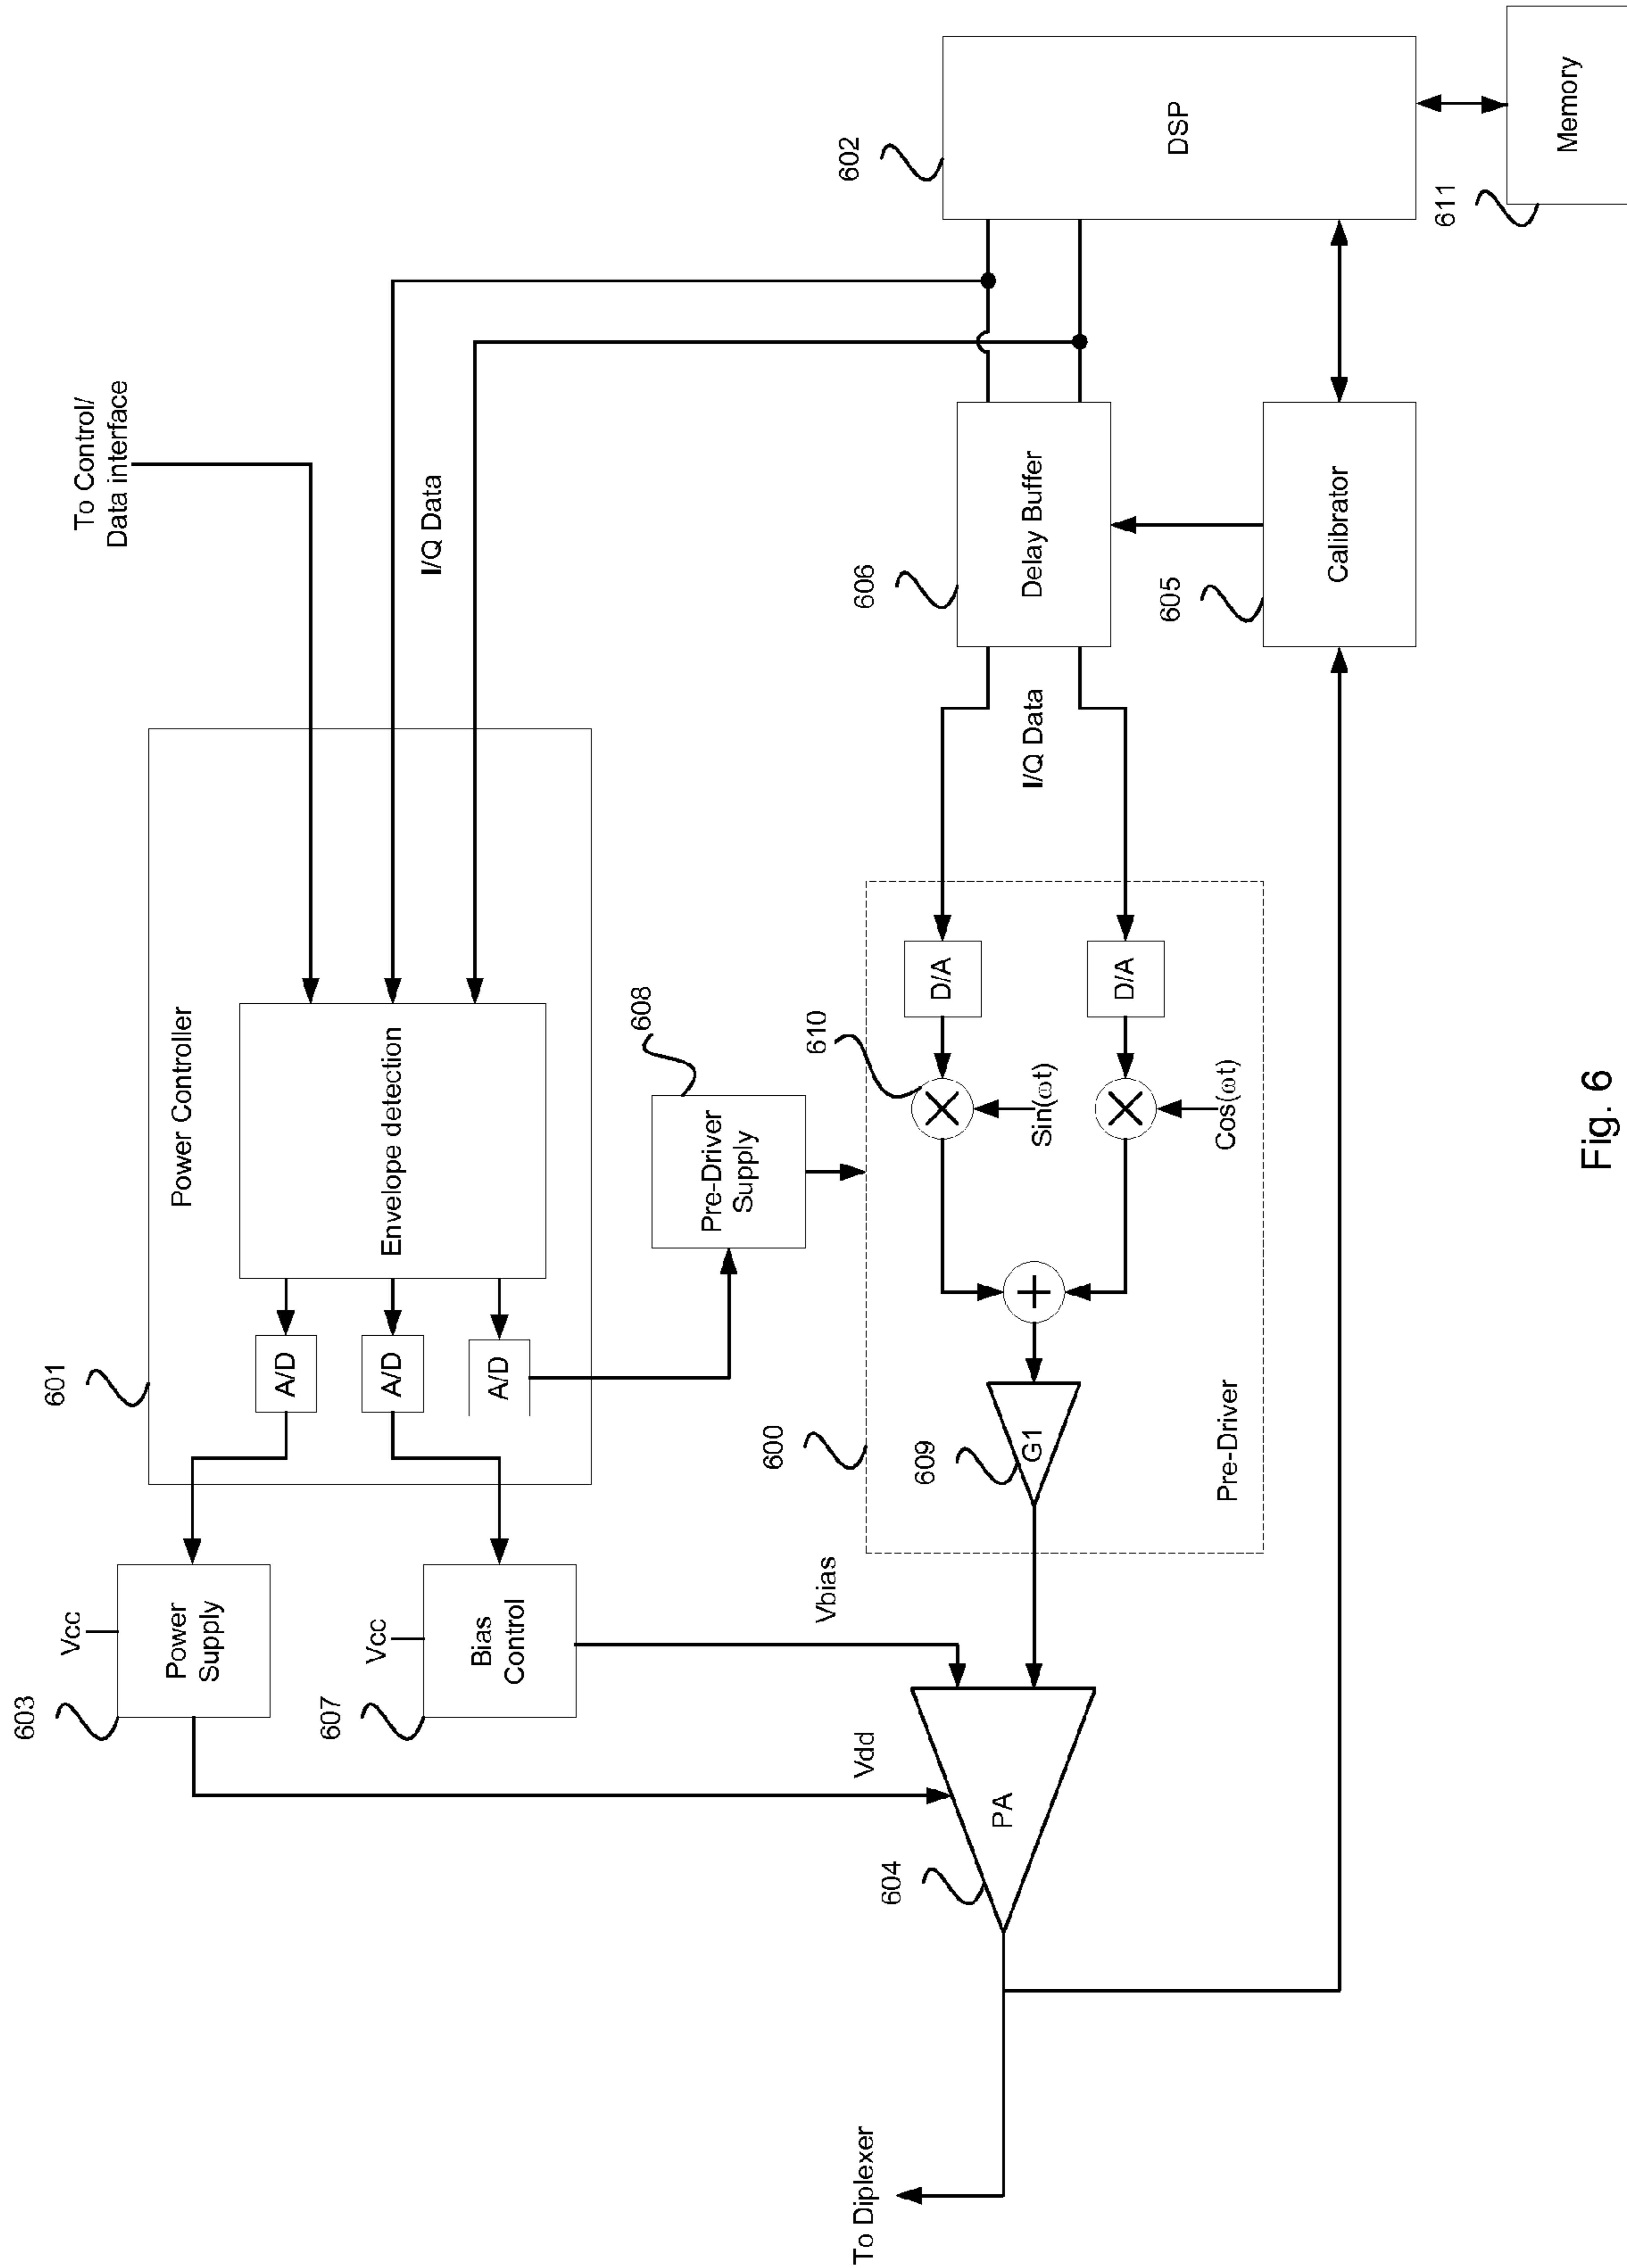 To Control/
Data interface
Power Controller
I/Q Data
601
Envelope detection
A/D
A/D
A/D
603
Vcc
Power
Supply
607
Vcc
Bias
Control
608
Pre-Driver
Supply
602
DSP
606
Delay Buffer
I/Q Data
610
D/A
D/A
Sin(ωt)
Cos(ωt)
600
609
G1
Pre-Driver
Vbias
Vdd
604
PA
To Diplexer
605
Calibrator
611
Memory
Fig. 6